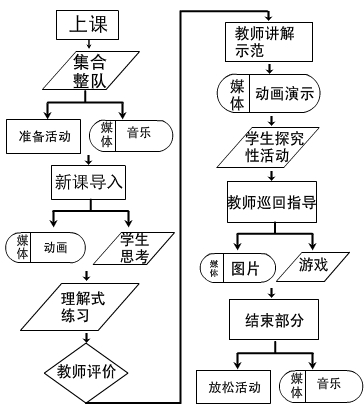 上课
集合
整队
准备活动
媒体
音乐
新课导入
媒体
动画
学生
思考
理解式
练习
教师评价
教师讲解
示范
媒体
动画演示
学生探究
性活动
教师巡回指导
媒体
图片
游戏
结束部分
放松活动
媒体
音乐